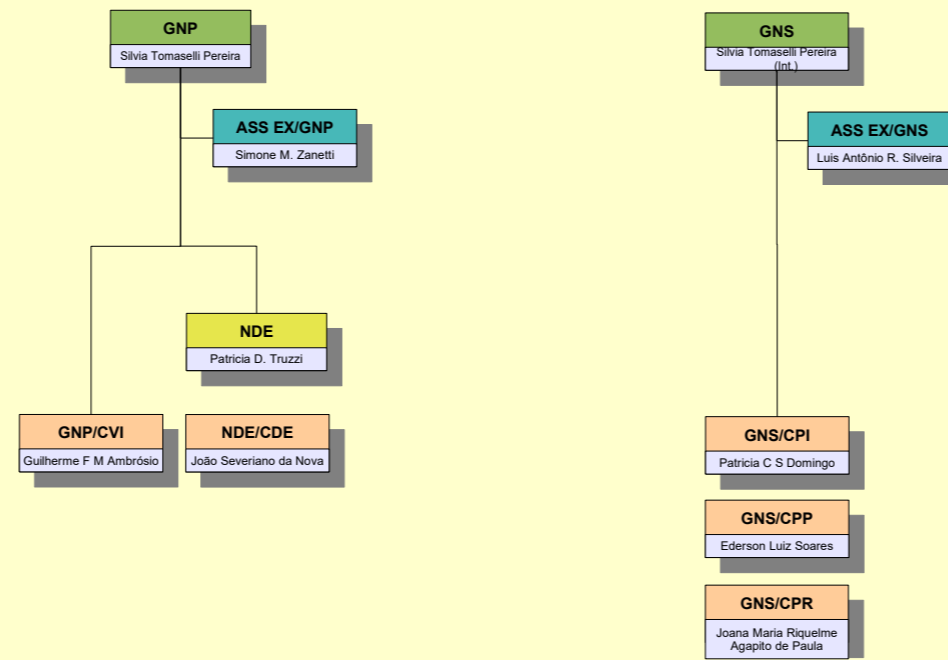 GNP
Silvia Tomaselli Pereira
ASS EX/GNP
Simone M. Zanetti
NDE
Patricia D. Truzzi
GNP/CVI
Guilherme F M Ambrósio
NDE/CDE
João Severiano da Nova
GNS
Silvia Tomaselli Pereira
(Int.)
ASS EX/GNS
Luis Antônio R. Silveira
GNS/CPI
Patricia C S Domingo
GNS/CPP
Ederson Luiz Soares
GNS/CPR
Joana Maria Riquelme
Agapito de Paula